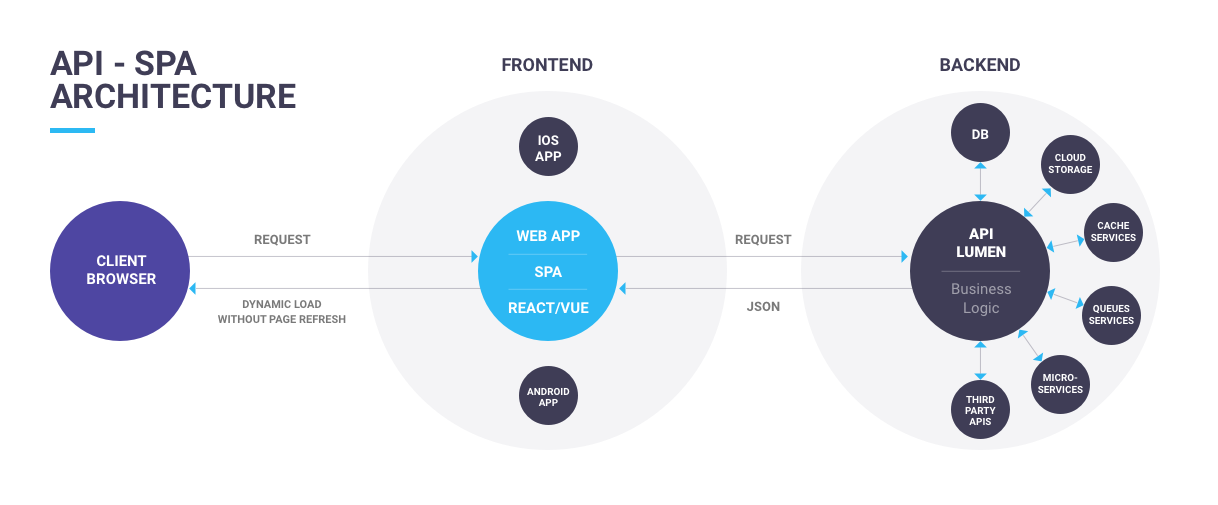 API - SPA
ARCHITECTURE
FRONTEND
BACKEND
CLIENT
BROWSER
REQUEST
DYNAMIC LOAD
WITHOUT PAGE REFRESH
IOS
APP
WEB APP
SPA
REACT/VUE
ANDROID
APP
REQUEST
JSON
DB
CLOUD
STORAGE
CACHE
SERVICES
API
LUMEN
Business
Logic
QUEUES
SERVICES
MICRO-
SERVICES
THIRD
PARTY
APIS